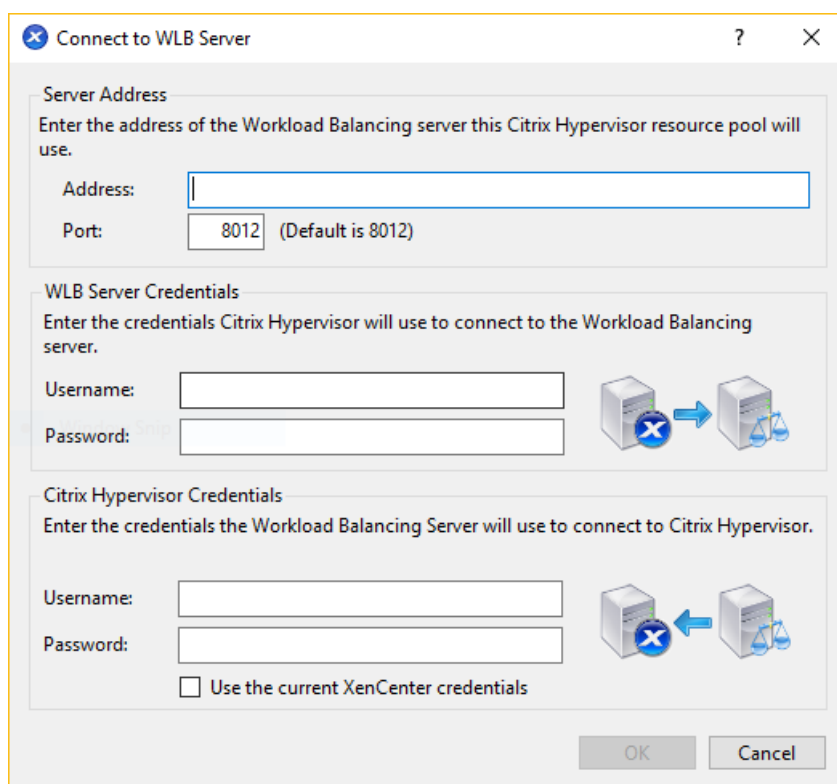 Connect to WLB Server
?
Server Address
Enter the address of the Workload Balancing server this Citrix Hypervisor resource pool will
use.
Address:
Port: 8012 (Default is 8012)
WLB Server Credentials
Enter the credentials Citrix Hypervisor will use to connect to the Workload Balancing
server.
Username:
Window Snip
Password:
Citrix Hypervisor Credentials
Enter the credentials the Workload Balancing Server will use to connect to Citrix Hypervisor.
Username:
Password:
Use the current XenCenter credentials
OK Cancel